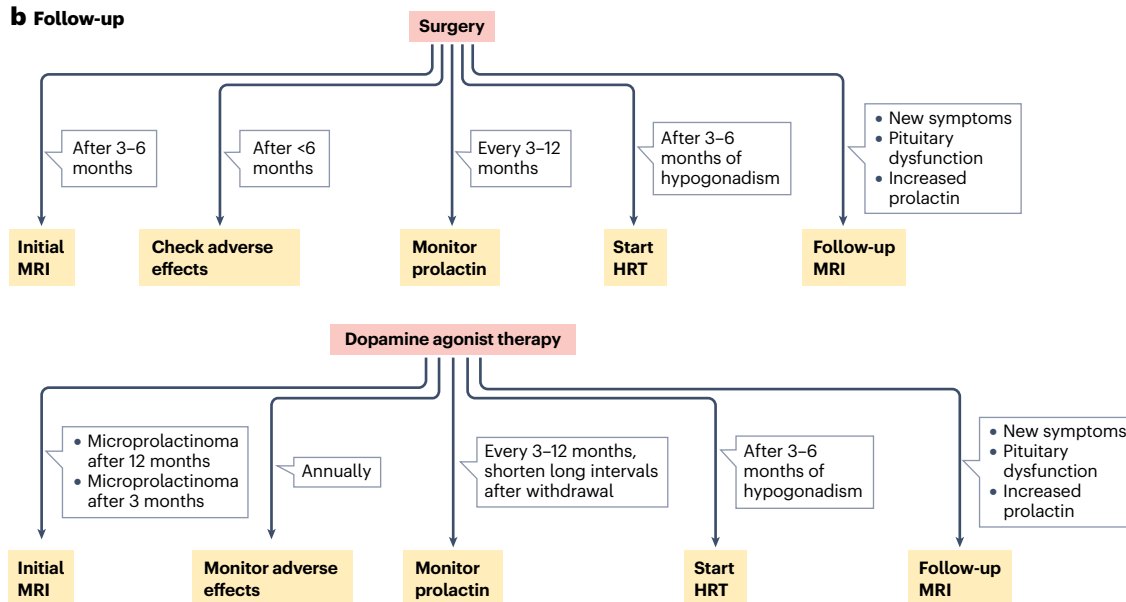 b Follow-up
Surgery
After 3–6
months
After <6
months
Every 3–12
months
After 3–6
months of
hypogonadism
• New symptoms
• Pituitary
dysfunction
• Increased
prolactin
Initial
MRI
Check adverse
effects
Monitor
prolactin
Start
HRT
Follow-up
MRI
Dopamine agonist therapy
• Microprolactinoma
after 12 months
• Microprolactinoma
after 3 months
Annually
Every 3–12 months,
shorten long intervals
after withdrawal
After 3–6
months of
hypogonadism
• New symptoms
• Pituitary
dysfunction
• Increased
prolactin
Initial
MRI
Monitor adverse
effects
Monitor
prolactin
Start
HRT
Follow-up
MRI